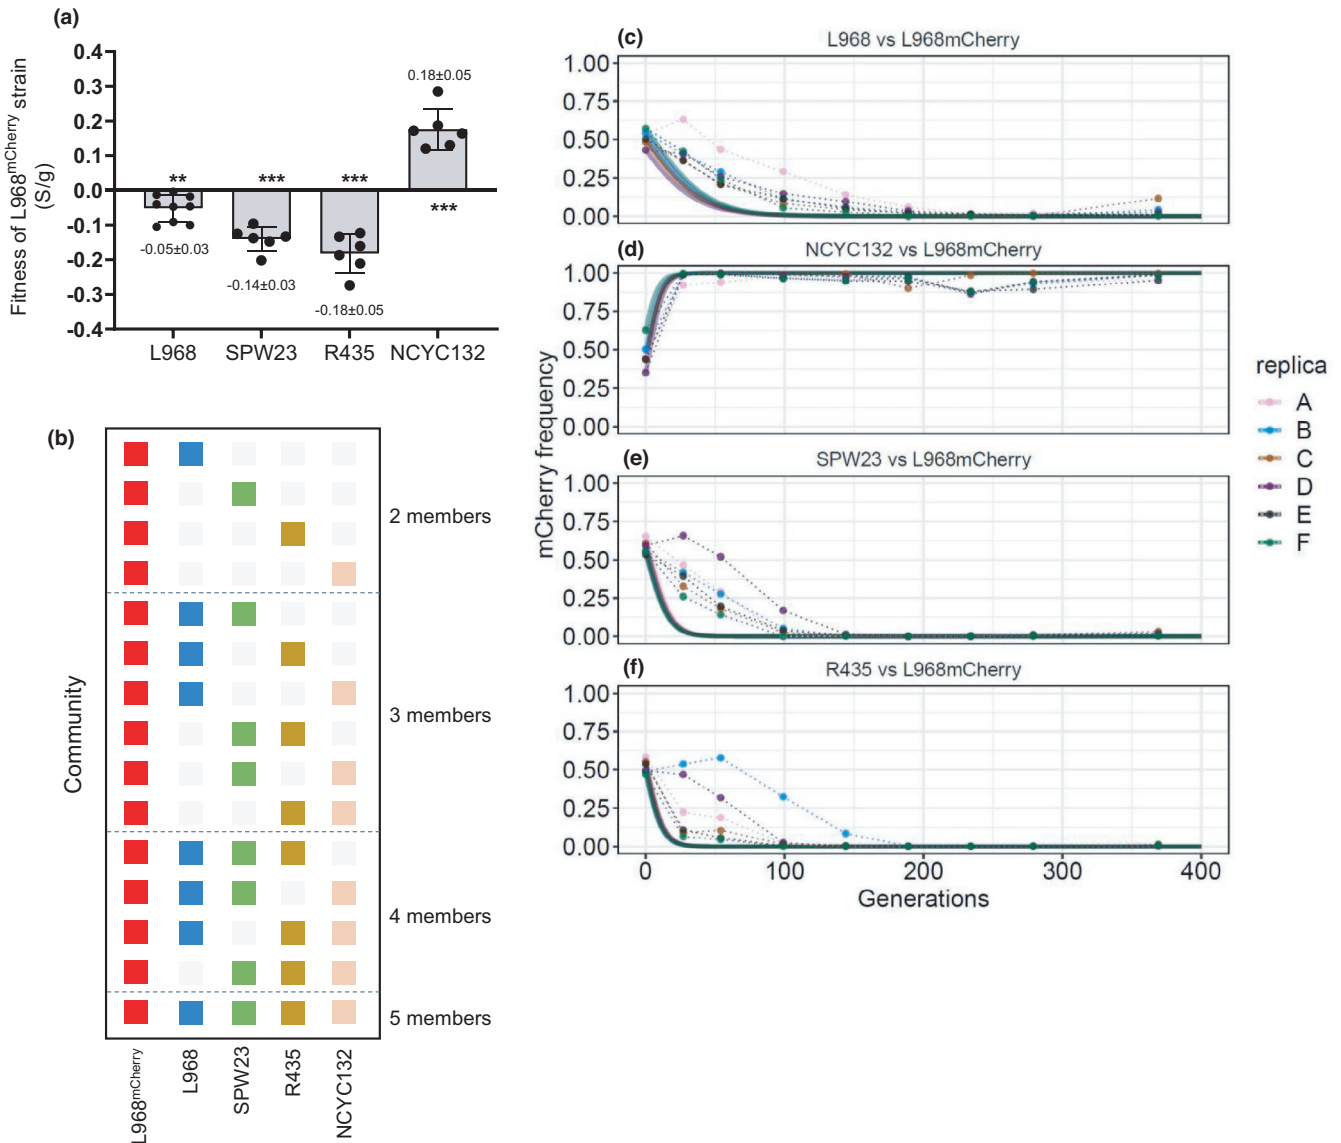 (a)
Fitness of L968mCherry strain
(S/g)
0.4
0.3
0.2
0.1
0.0
-0.1
-0.2
-0.3
-0.4
** *** ***
***
-0.05±0.03
-0.14±0.03
-0.18±0.05
0.18±0.05
L968 SPW23 R435 NCYC132
(b)
Community
2 members
3 members
4 members
5 members
L968mCherry
L968
SPW23
R435
NCYC132
mCherry frequency
(c)
L968 vs L968mCherry
1.00
0.75
0.50
0.25
0.00
(d)
NCYC132 vs L968mCherry
1.00
0.75
0.50
0.25
0.00
(e)
SPW23 vs L968mCherry
1.00
0.75
0.50
0.25
0.00
(f)
R435 vs L968mCherry
1.00
0.75
0.50
0.25
0.00
0 100 200 300 400
Generations
replica
A
B
C
D
E
F